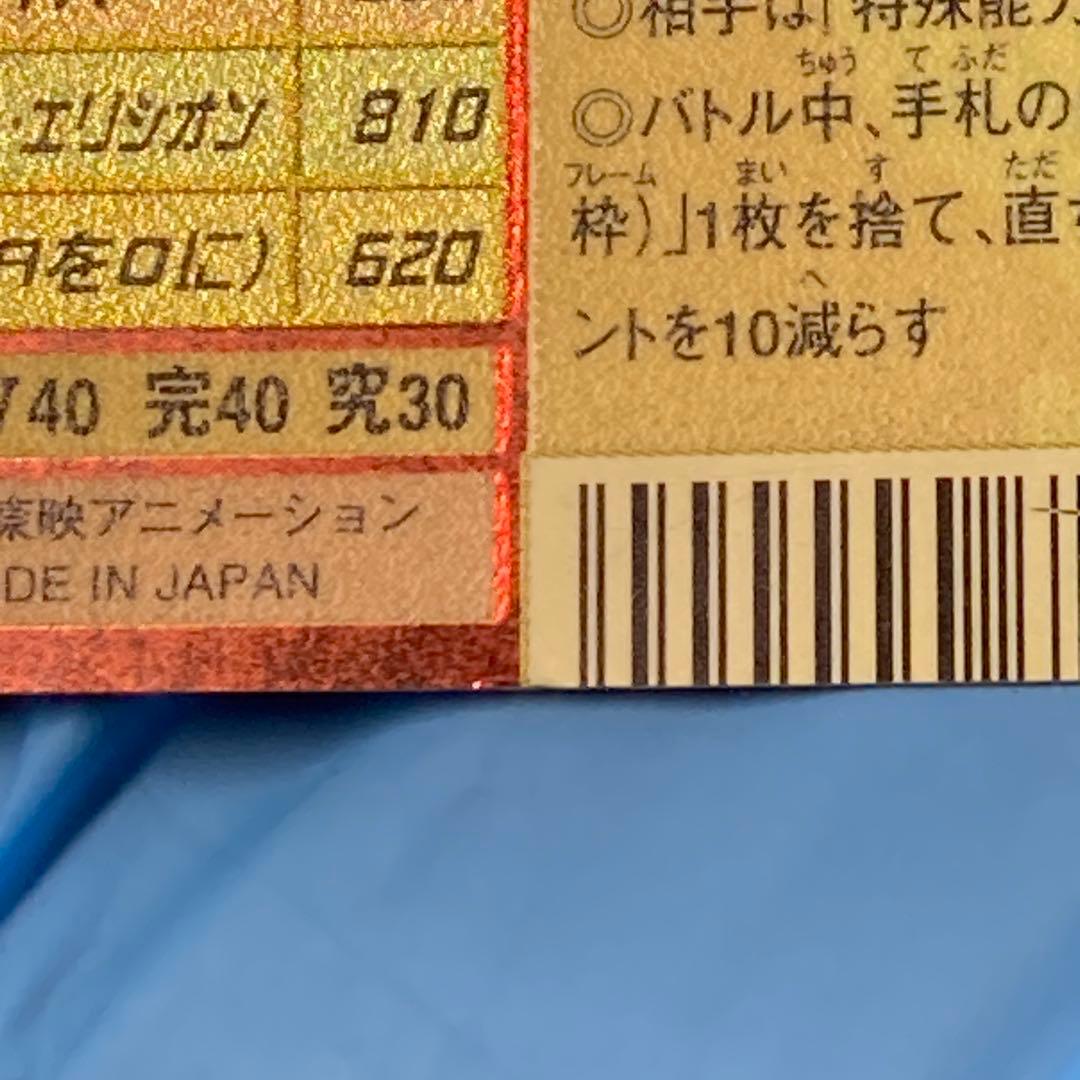 ・エリシオン 810
タを0に) 620
40 完40 究30
東映アニメーション
DE IN JAPAN
◎相手は「特殊能力
ちゅう て ふだ
◎バトル中、手札の
フレーム まい す ただ
枠)」1枚を捨て、直
へ
ントを10減らす